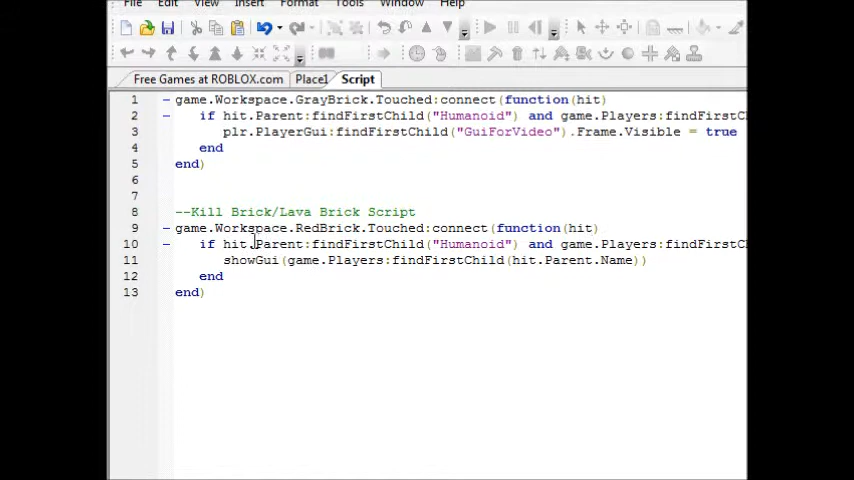 Edit View Insert Format Tools Window Help
Free Games at ROBLOX.com Place1 Script
1 game.Workspace.GrayBrick.Touched:connect(function(hit)
2 if hit.Parent:findFirstChild("Humanoid") and game.Players:findFirstC
3 plr.PlayerGui:findFirstChild("GuiForVideo").Frame.Visible = true
4 end
5 end)
6
7
8 --Kill Brick/Lava Brick Script
9 game.Workspace.RedBrick.Touched:connect(function(hit)
10 if hit.Parent:findFirstChild("Humanoid") and game.Players:findFirstC
11 showGui(game.Players:findFirstChild(hit.Parent.Name))
12 end
13 end)